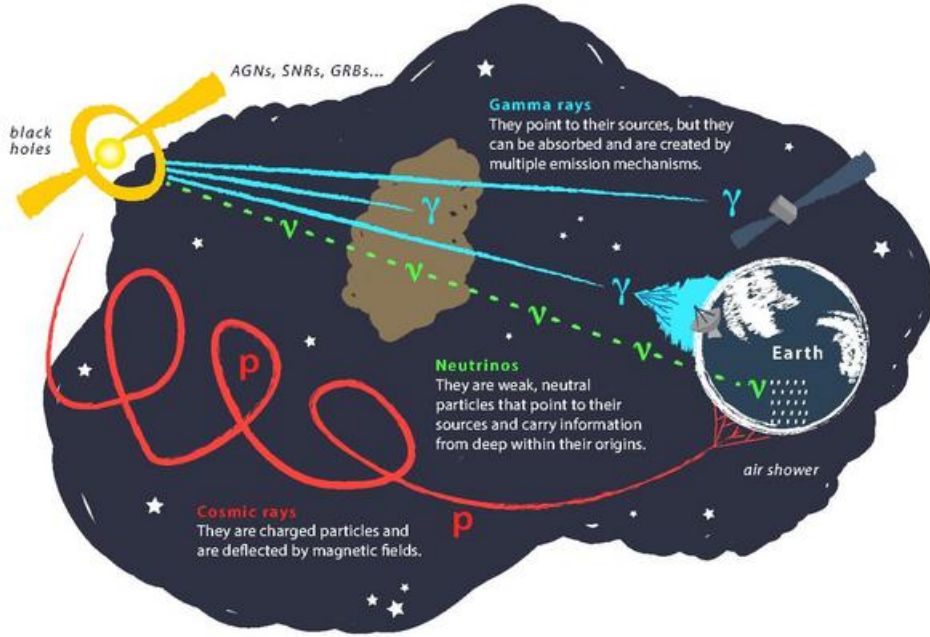 AGNs, SNRs, GRBs...
black
holes
Gamma rays
They point to their sources, but they
can be absorbed and are created by
multiple emission mechanisms.
γ
γ
ν
ν
γ
ν
ν
Earth
ν
p
Neutrinos
They are weak, neutral
particles that point to their
sources and carry information
from deep within their origins.
air shower
Cosmic rays
They are charged particles and
are deflected by magnetic fields.
p